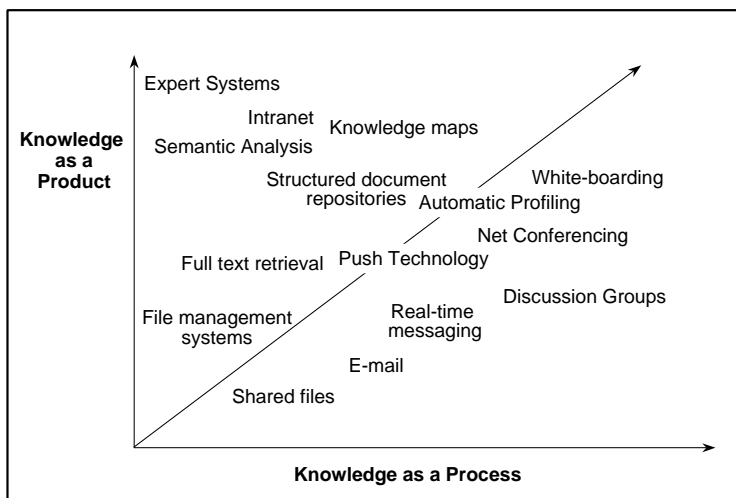 Expert Systems
Intranet
Knowledge maps
Knowledge
as a
Product
Semantic Analysis
Structured document
repositories
White-boarding
Automatic Profiling
Net Conferencing
Full text retrieval
Push Technology
Discussion Groups
File management
systems
Real-time
messaging
E-mail
Shared files
Knowledge as a Process